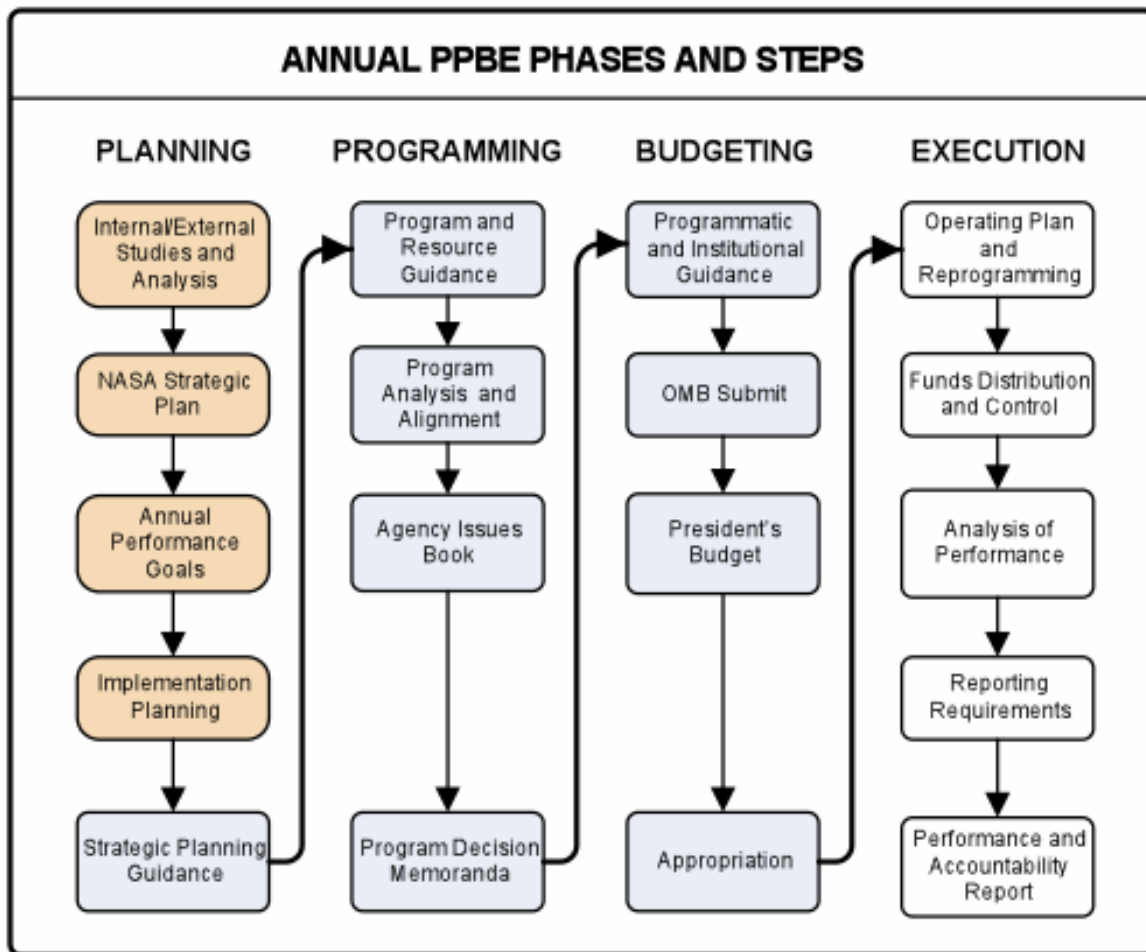 ANNUAL PPBE PHASES AND STEPS
PLANNING
Internal/External
Studies and
Analysis
NASA Strategic
Plan
Annual
Performance
Goals
Implementation
Planning
Strategic Planning
Guidance
PROGRAMMING
Program and
Resource
Guidance
Program
Analysis and
Alignment
Agency Issues
Book
Program Decision
Memoranda
BUDGETING
Programmatic
and Institutional
Guidance
OMB Submit
President's
Budget
Appropriation
EXECUTION
Operating Plan
and
Reprogramming
Funds Distribution
and Control
Analysis of
Performance
Reporting
Requirements
Performance and
Accountability
Report